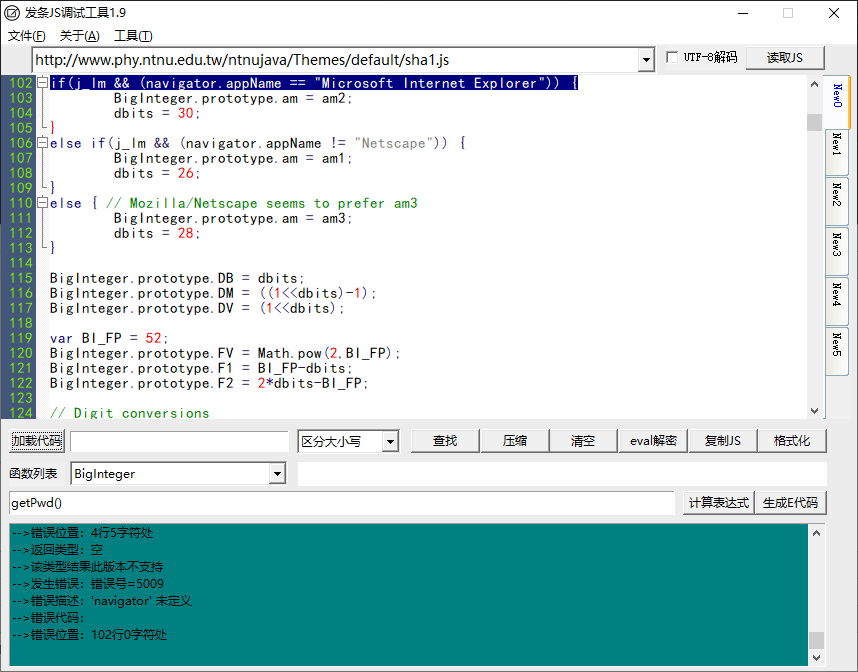 发条JS调试工具1.9
文件(F) 关于(A) 工具(T)
http://www.phy.ntnu.edu.tw/ntnujava/Themes/default/sha1.js UTF-8解码 读取JS
102 if(j_lm && (navigator.appName == "Microsoft Internet Explorer")) {
103 BigInteger.prototype.am = am2;
104 dbits = 30;
105 }
106 else if(j_lm && (navigator.appName != "Netscape")) {
107 BigInteger.prototype.am = am1;
108 dbits = 26;
109 }
110 else { // Mozilla/Netscape seems to prefer am3
111 BigInteger.prototype.am = am3;
112 dbits = 28;
113 }
114
115 BigInteger.prototype.DB = dbits;
116 BigInteger.prototype.DM = ((1<<dbits)-1);
117 BigInteger.prototype.DV = (1<<dbits);
118
119 var BI_FP = 52;
120 BigInteger.prototype.FV = Math.pow(2,BI_FP);
121 BigInteger.prototype.F1 = BI_FP-dbits;
122 BigInteger.prototype.F2 = 2*dbits-BI_FP;
123
124 // Digit conversions
New0
New1
New2
New3
New4
New5
加载代码 区分大小写 查找 压缩 清空 eval解密 复制JS 格式化
函数列表 BigInteger
getPwd() 计算表达式 生成E代码
-->错误位置：4行5字符处
-->返回类型：空
-->该类型结果此版本不支持
-->发生错误：错误号=5009
-->错误描述：'navigator' 未定义
-->错误代码：
-->错误位置：102行0字符处